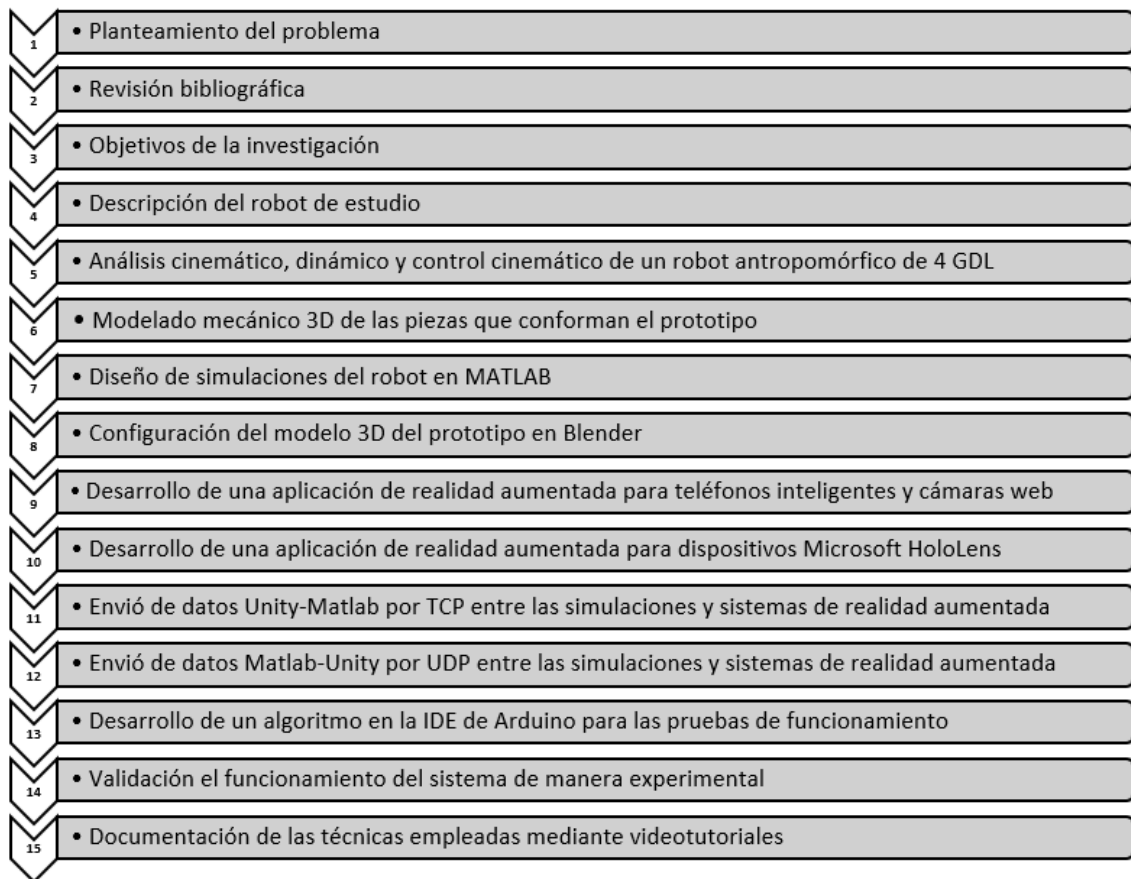 1 • Planteamiento del problema
2 • Revisión bibliográfica
3 • Objetivos de la investigación
4 • Descripción del robot de estudio
5 • Análisis cinemático, dinámico y control cinemático de un robot antropomórfico de 4 GDL
6 • Modelado mecánico 3D de las piezas que conforman el prototipo
7 • Diseño de simulaciones del robot en MATLAB
8 • Configuración del modelo 3D del prototipo en Blender
9 • Desarrollo de una aplicación de realidad aumentada para teléfonos inteligentes y cámaras web
10 • Desarrollo de una aplicación de realidad aumentada para dispositivos Microsoft HoloLens
11 • Envió de datos Unity-Matlab por TCP entre las simulaciones y sistemas de realidad aumentada
12 • Envió de datos Matlab-Unity por UDP entre las simulaciones y sistemas de realidad aumentada
13 • Desarrollo de un algoritmo en la IDE de Arduino para las pruebas de funcionamiento
14 • Validación el funcionamiento del sistema de manera experimental
15 • Documentación de las técnicas empleadas mediante videotutoriales